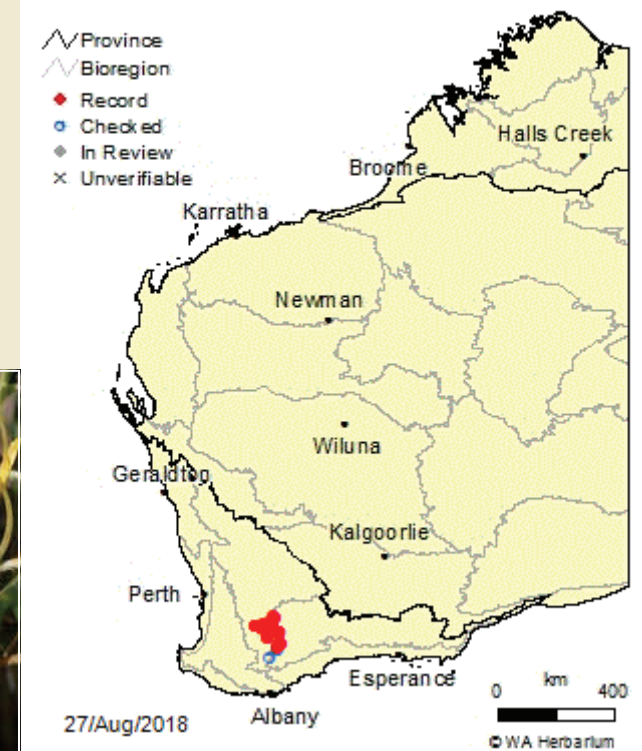 Province
Bioregion
Record
Checked
In Review
Unverifiable
Halls Creek
Broome
Karratha
Newman
Wiluna
Geraldton
Kalgoorlie
Perth
Esperance
0 km 400
27/Aug/2018
Albany
© WA Herbarium